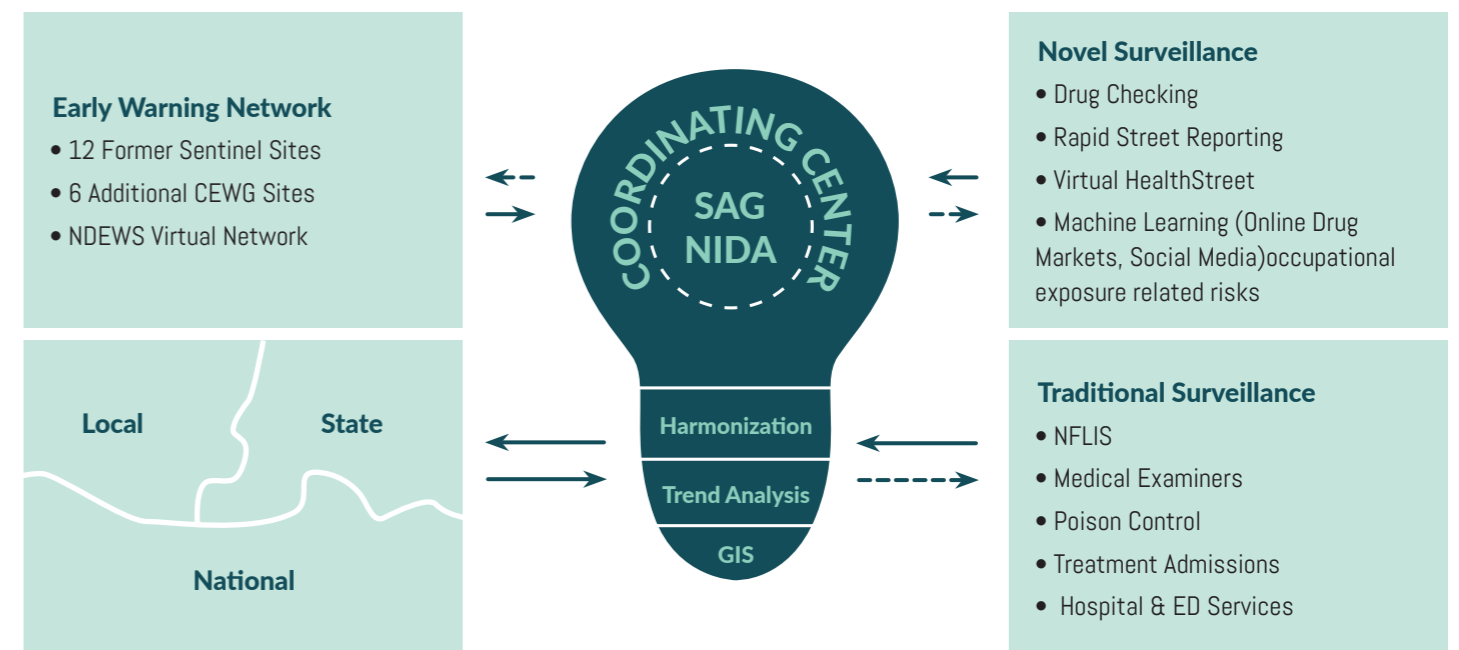 Early Warning Network
• 12 Former Sentinel Sites
• 6 Additional CEWG Sites
• NDEWS Virtual Network
Local
State
National
COORDINATING CENTER
SAG
NIDA
Harmonization
Trend Analysis
GIS
Novel Surveillance
• Drug Checking
• Rapid Street Reporting
• Virtual HealthStreet
• Machine Learning (Online Drug
Markets, Social Media)occupational
exposure related risks
Traditional Surveillance
• NFLIS
• Medical Examiners
• Poison Control
• Treatment Admissions
• Hospital & ED Services